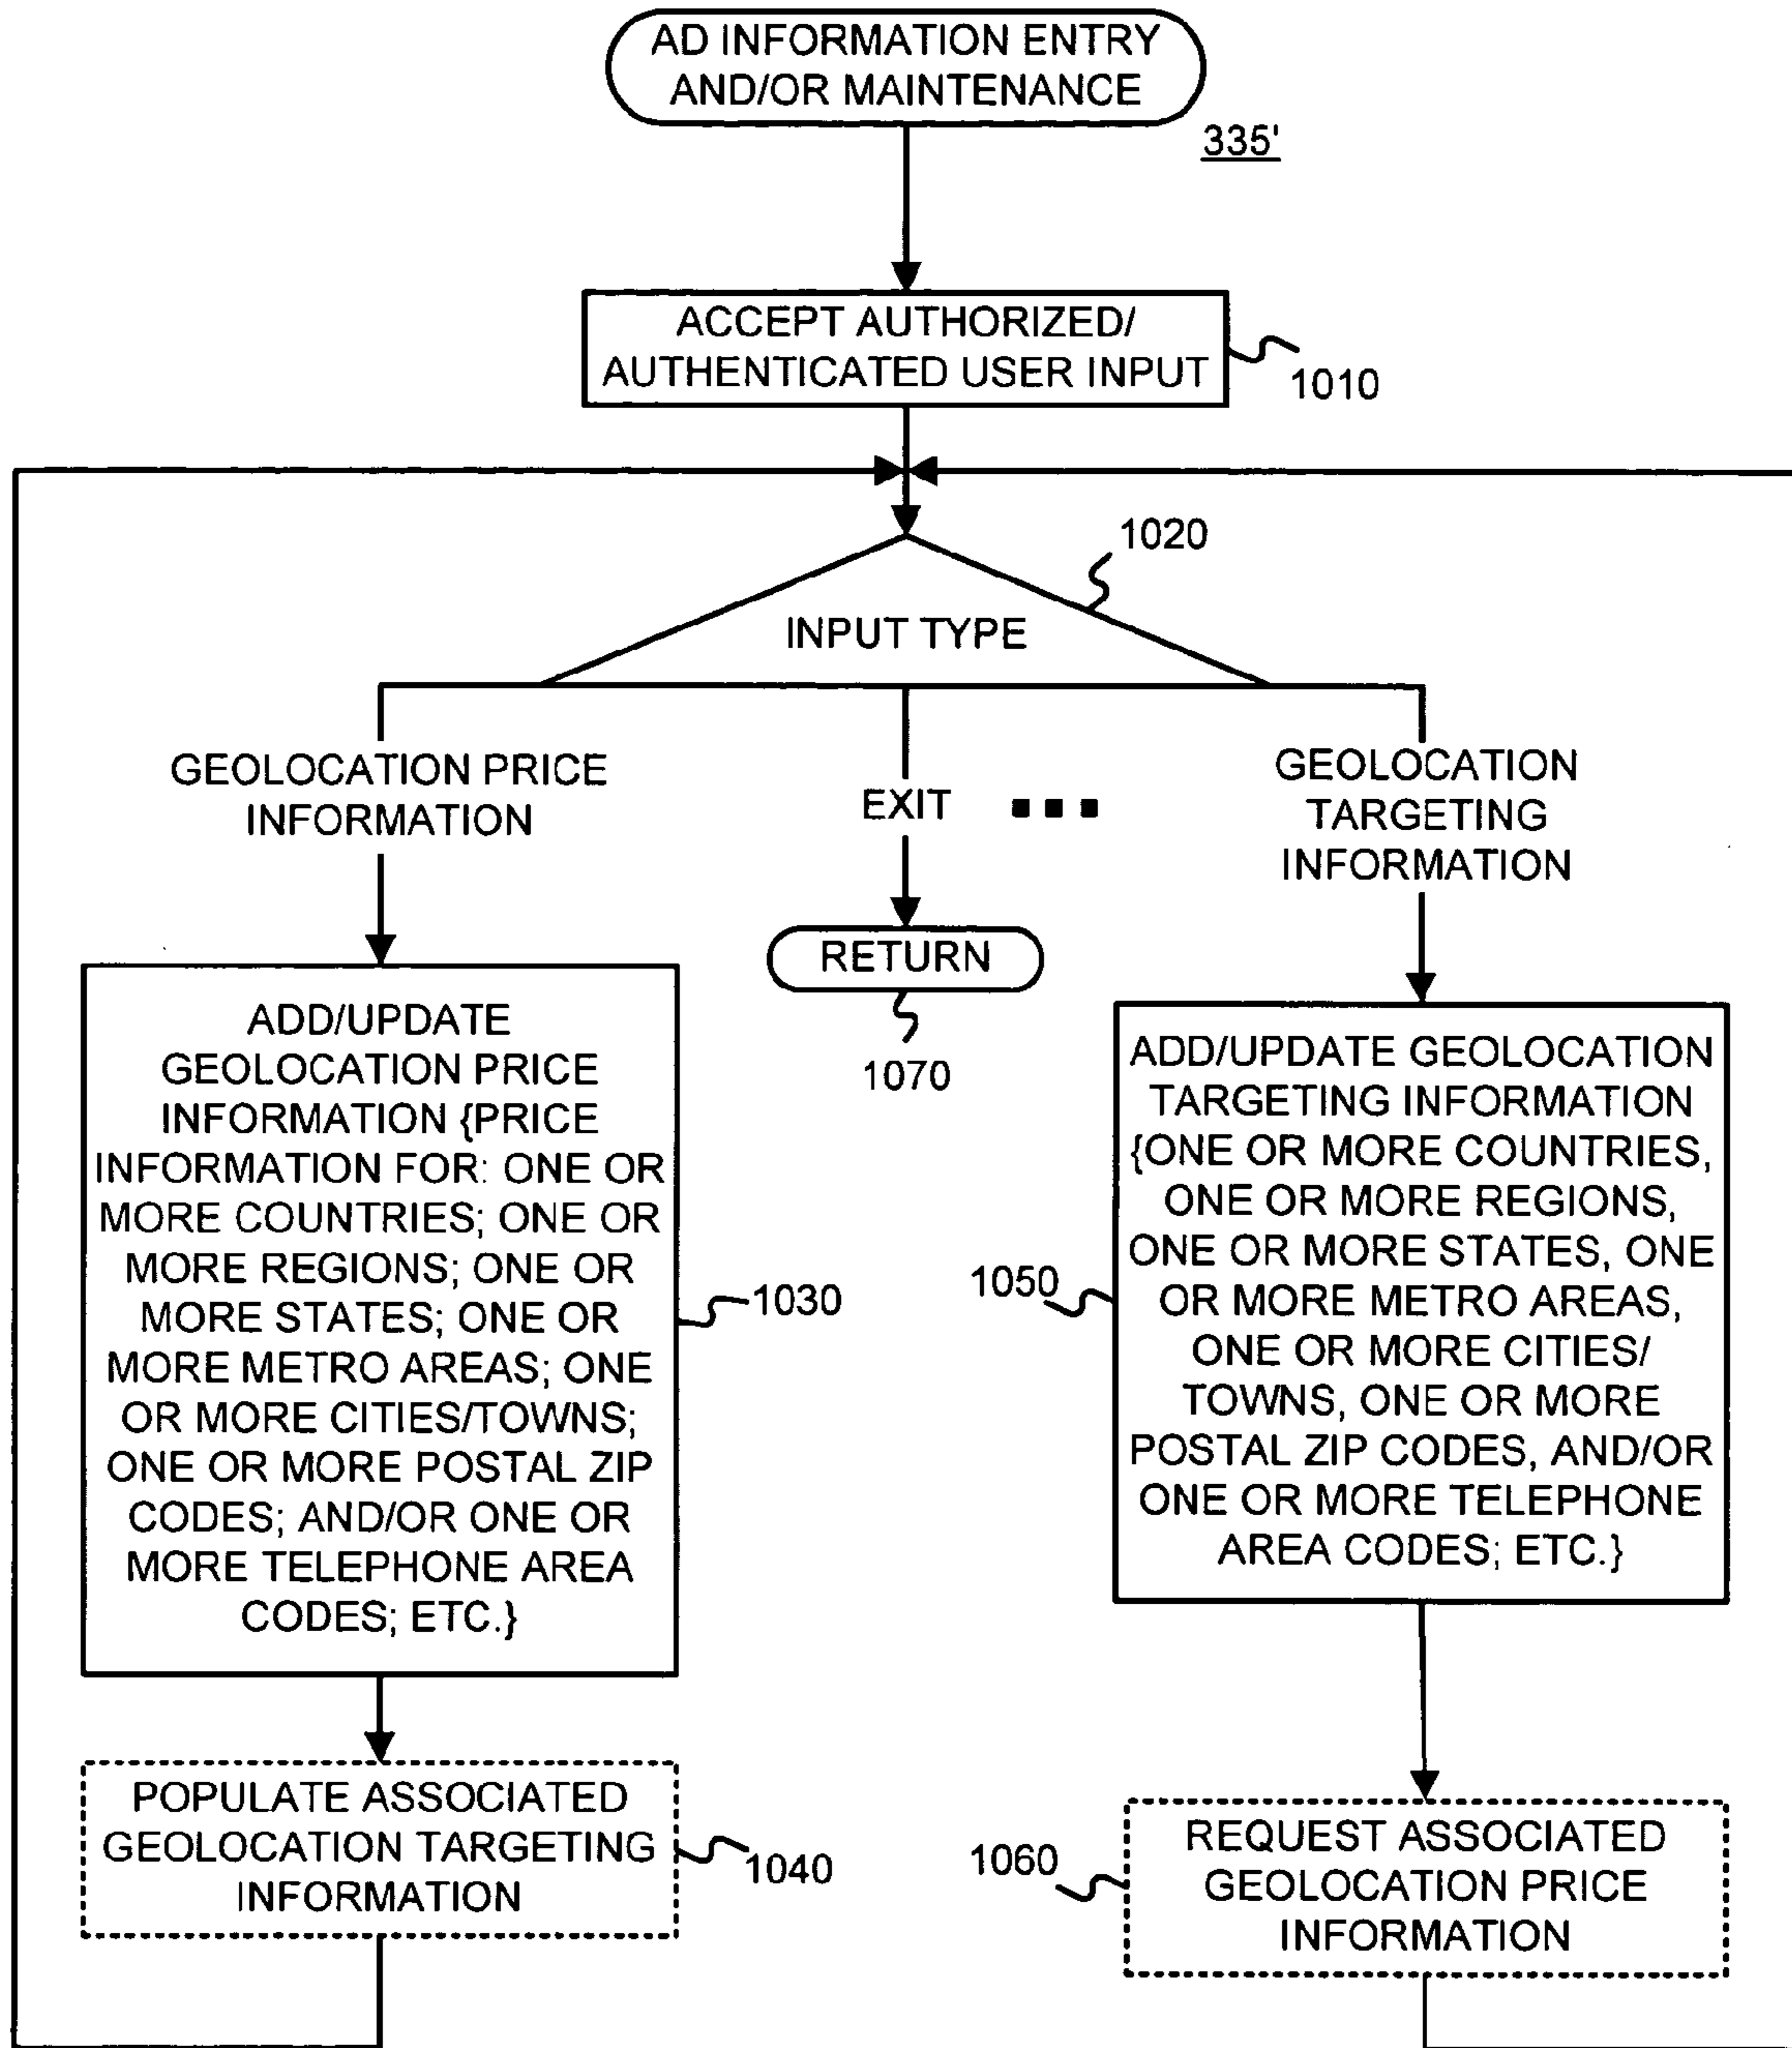 AD INFORMATION ENTRY
AND/OR MAINTENANCE
335'
ACCEPT AUTHORIZED/
AUTHENTICATED USER INPUT
1010
1020
INPUT TYPE
GEOLOCATION PRICE
INFORMATION
EXIT
GEOLOCATION
TARGETING
INFORMATION
RETURN
1070
ADD/UPDATE
GEOLOCATION PRICE
INFORMATION {PRICE
INFORMATION FOR: ONE OR
MORE COUNTRIES; ONE OR
MORE REGIONS; ONE OR
MORE STATES; ONE OR
MORE METRO AREAS; ONE
OR MORE CITIES/TOWNS;
ONE OR MORE POSTAL ZIP
CODES; AND/OR ONE OR
MORE TELEPHONE AREA
CODES; ETC.}
1030
ADD/UPDATE GEOLOCATION
TARGETING INFORMATION
{ONE OR MORE COUNTRIES,
ONE OR MORE REGIONS,
ONE OR MORE STATES, ONE
OR MORE METRO AREAS,
ONE OR MORE CITIES/
TOWNS, ONE OR MORE
POSTAL ZIP CODES, AND/OR
ONE OR MORE TELEPHONE
AREA CODES; ETC.}
1050
POPULATE ASSOCIATED
GEOLOCATION TARGETING
INFORMATION
1040
REQUEST ASSOCIATED
GEOLOCATION PRICE
INFORMATION
1060